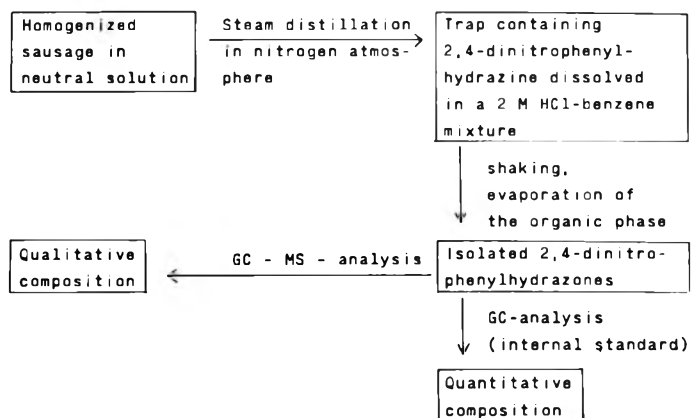 Homogenized
sausage in
neutral solution
Steam distillation
in nitrogen atmos-
phere
Trap containing
2,4-dinitrophenyl-
hydrazine dissolved
in a 2 M HCl-benzene
mixture
shaking,
evaporation of
the organic phase
Isolated 2,4-dinitro-
phenylhydrazones
GC - MS - analysis
Qualitative
composition
GC-analysis
(internal standard)
Quantitative
composition